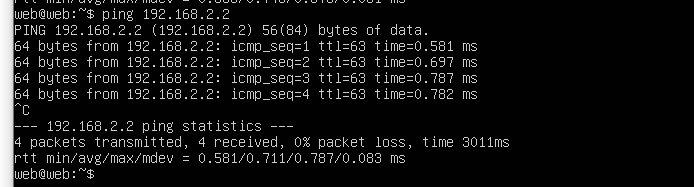 web@web:~$ ping 192.168.2.2
PING 192.168.2.2 (192.168.2.2) 56(84) bytes of data.
64 bytes from 192.168.2.2: icmp_seq=1 ttl=63 time=0.581 ms
64 bytes from 192.168.2.2: icmp_seq=2 ttl=63 time=0.697 ms
64 bytes from 192.168.2.2: icmp_seq=3 ttl=63 time=0.787 ms
64 bytes from 192.168.2.2: icmp_seq=4 ttl=63 time=0.782 ms
^C
--- 192.168.2.2 ping statistics ---
4 packets transmitted, 4 received, 0% packet loss, time 3011ms
rtt min/avg/max/mdev = 0.581/0.711/0.787/0.083 ms
web@web:~$